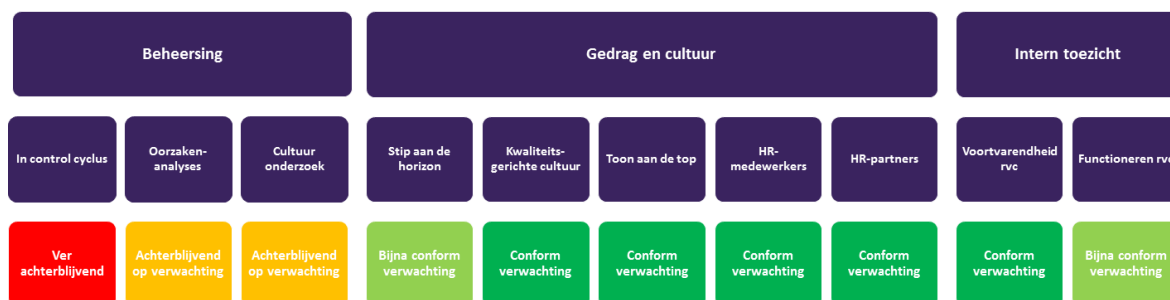 Beheersing
Gedrag en cultuur
Intern toezicht
In control cyclus
Oorzaken-
analyses
Cultuur
onderzoek
Stip aan de
horizon
Kwaliteits-
gerichte cultuur
Toon aan de top
HR-
medewerkers
HR-partners
Voortvarendheid
rvc
Functioneren rvc
Ver
achterblijvend
Achterblijvend
op verwachting
Achterblijvend
op verwachting
Bijna conform
verwachting
Conform
verwachting
Conform
verwachting
Conform
verwachting
Conform
verwachting
Conform
verwachting
Bijna conform
verwachting